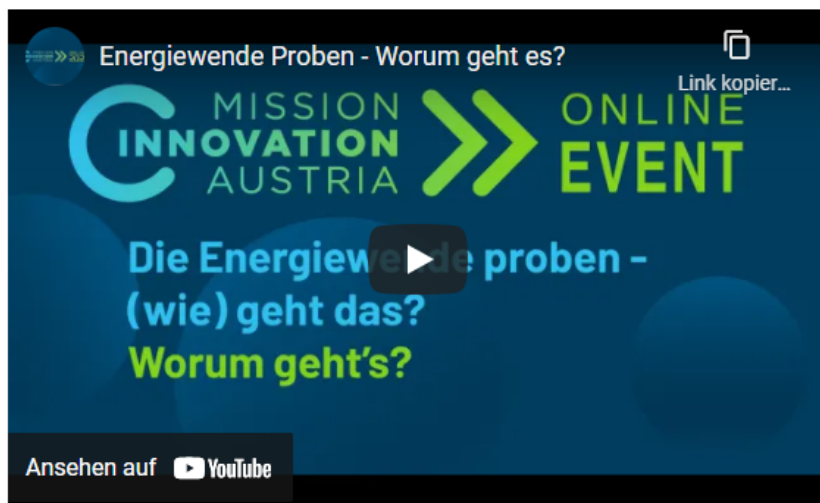 Energiewende Proben - Worum geht es?
Link kopier...
MISSION
INNOVATION
AUSTRIA
ONLINE
EVENT
Die Energiewende proben -
(wie) geht das?
Worum geht's?
Ansehen auf YouTube